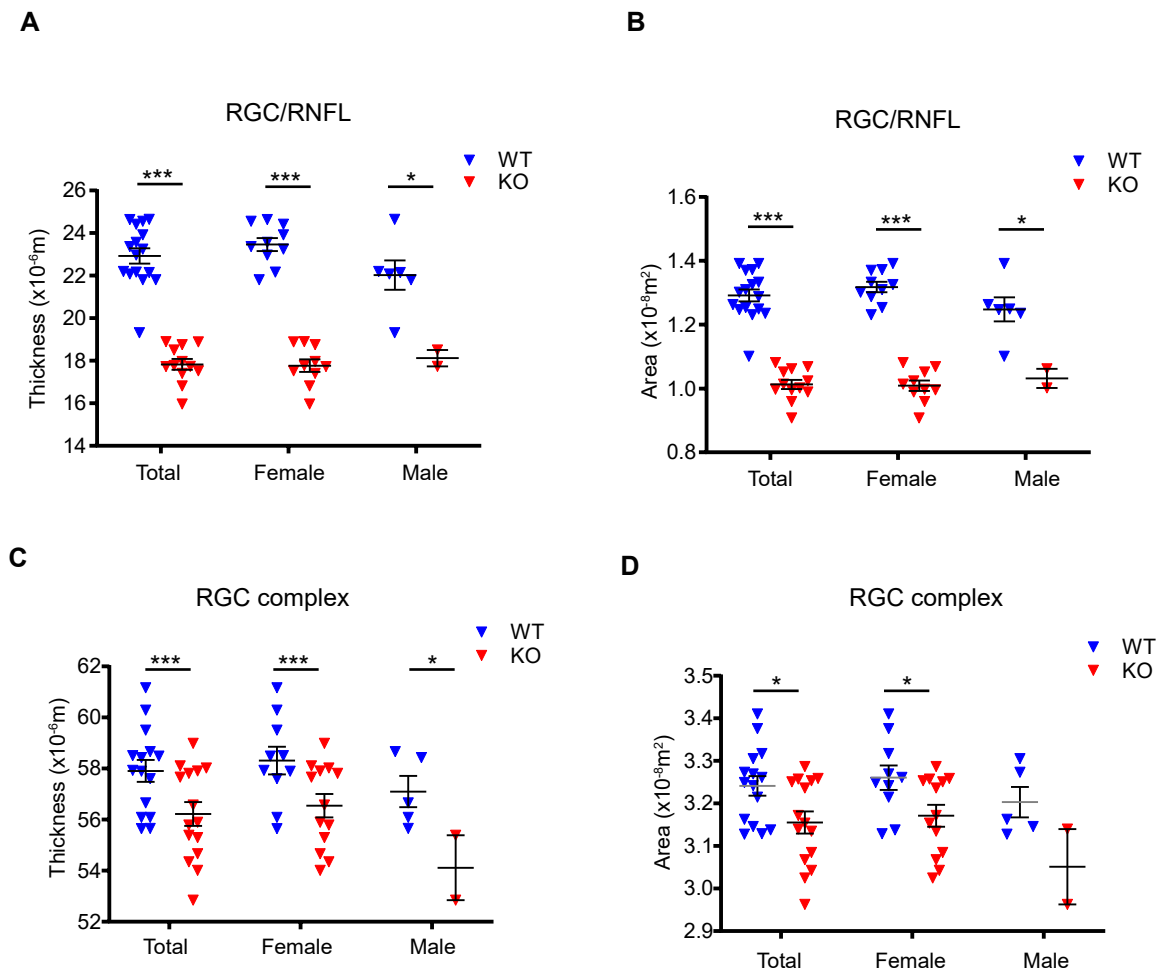 A
RGC/RNFL
WT
KO
***
***
*
26
24
22
20
18
16
14
Thickness (x10⁻⁶m)
Total
Female
Male
B
RGC/RNFL
WT
KO
***
***
*
1.6
1.4
1.2
1.0
0.8
Area (x10⁻⁸m²)
Total
Female
Male
C
RGC complex
WT
KO
***
***
*
62
60
58
56
54
52
Thickness (x10⁻⁶m)
Total
Female
Male
D
RGC complex
WT
KO
*
*
3.5
3.4
3.3
3.2
3.1
3.0
2.9
Area (x10⁻⁸m²)
Total
Female
Male